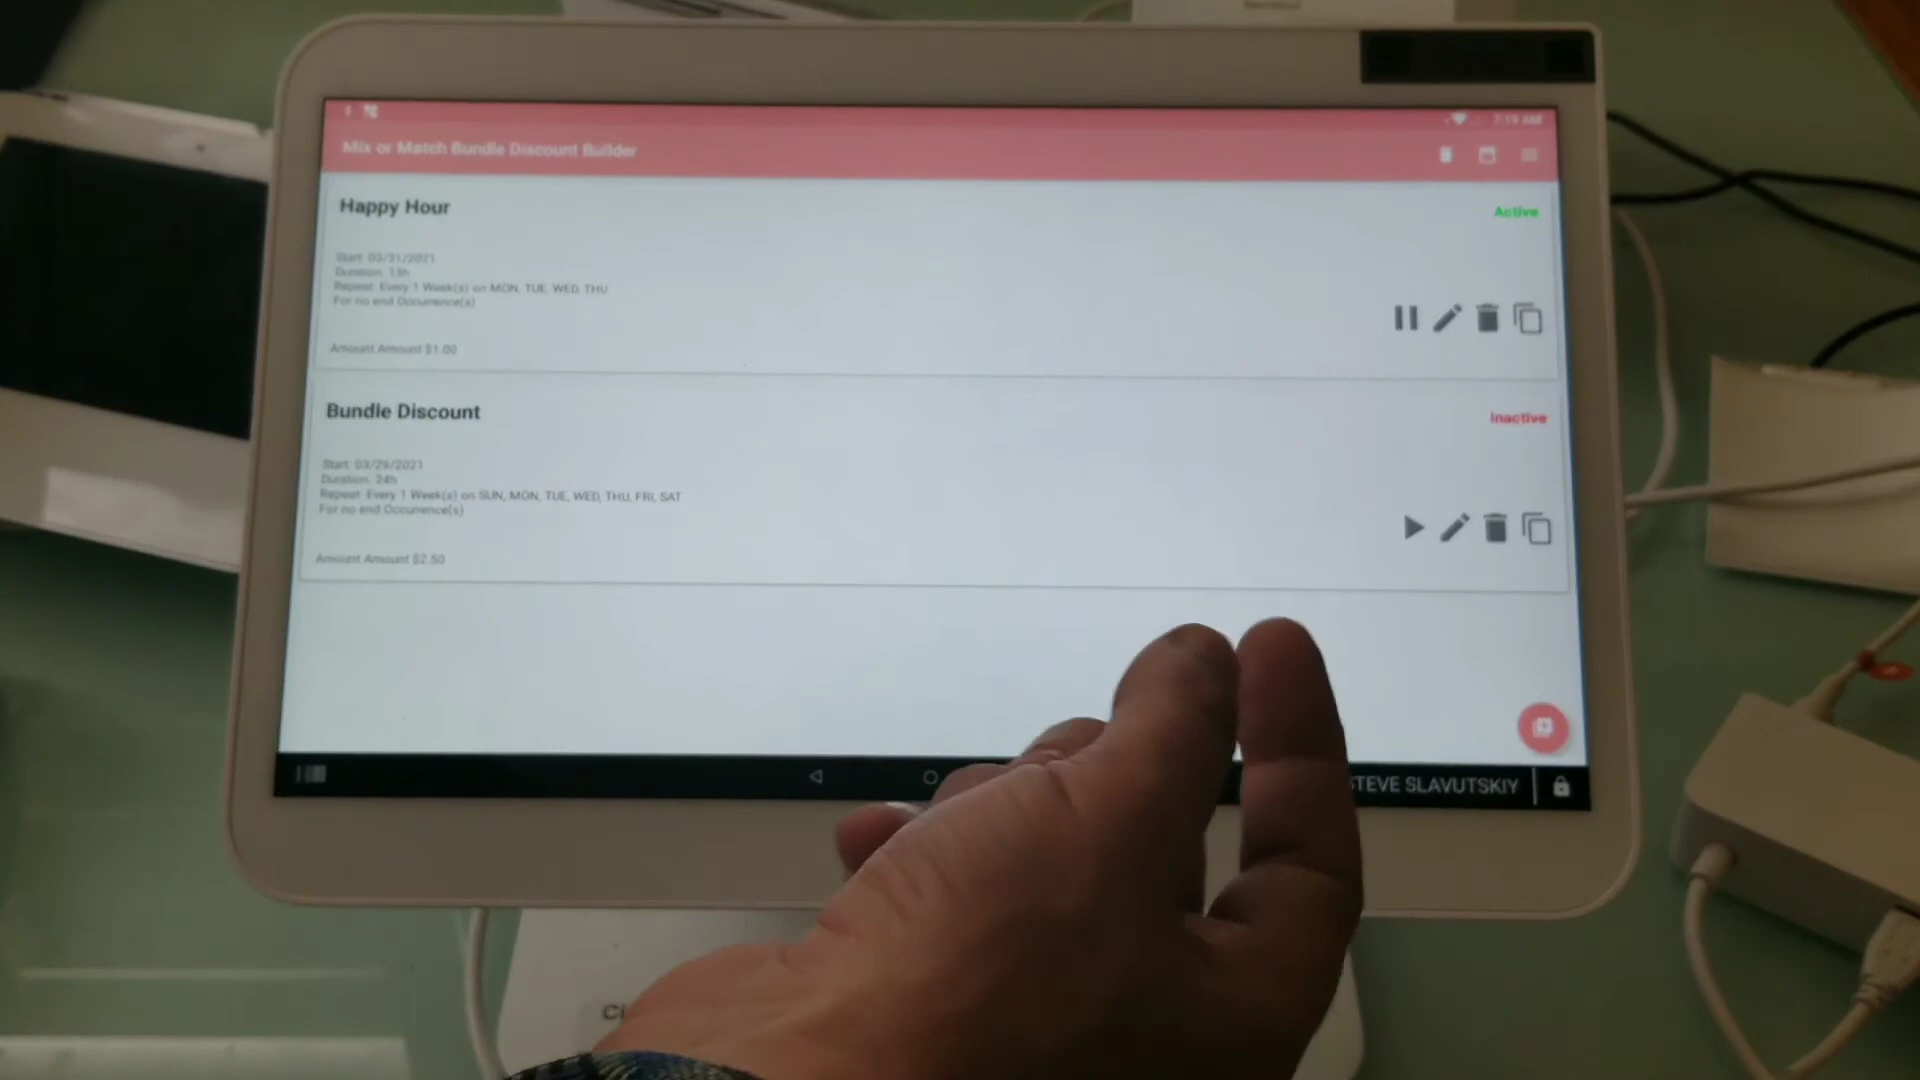 7:19 AM
Mix or Match Bundle Discount Builder
Happy Hour
Active
Start: 03/31/2021
Duration: 13h
Repeat: Every 1 Week(s) on MON, TUE, WED, THU
For no end Occurrence(s)
Amount Amount $1.00
Bundle Discount
Inactive
Start: 03/29/2021
Duration: 24h
Repeat: Every 1 Week(s) on SUN, MON, TUE, WED, THU, FRI, SAT
For no end Occurrence(s)
Amount Amount $2.50
STEVE SLAVUTSKIY